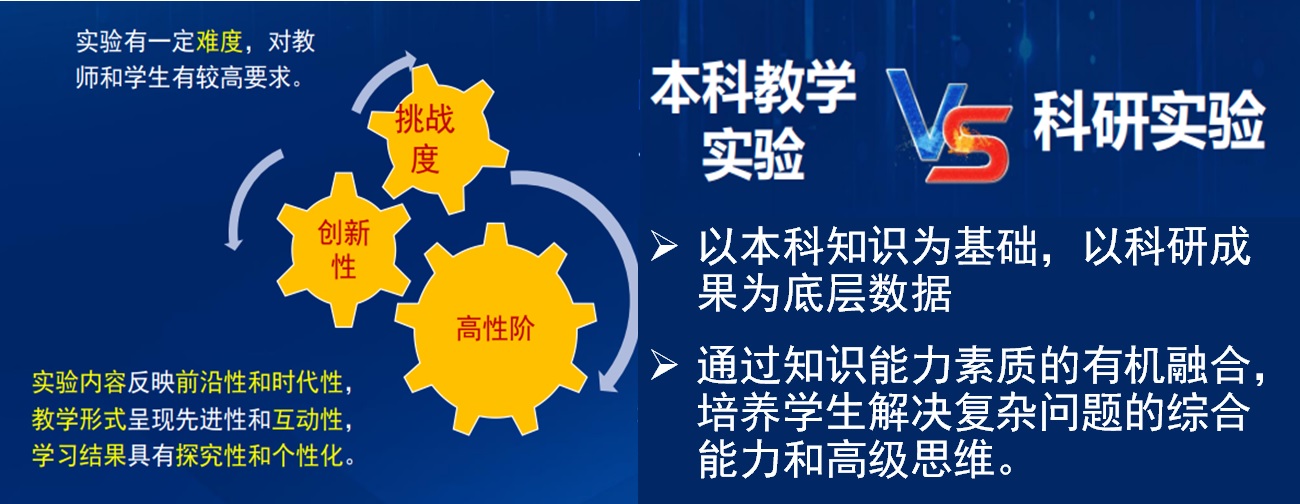 实验有一定难度，对教
师和学生有较高要求。
挑战
度
创新
性
高性阶
实验内容反映前沿性和时代性，
教学形式呈现先进性和互动性，
学习结果具有探究性和个性化。
本科教学
实验
VS
科研实验
以本科知识为基础，以科研成
果为底层数据
通过知识能力素质的有机融合，
培养学生解决复杂问题的综合
能力和高级思维。